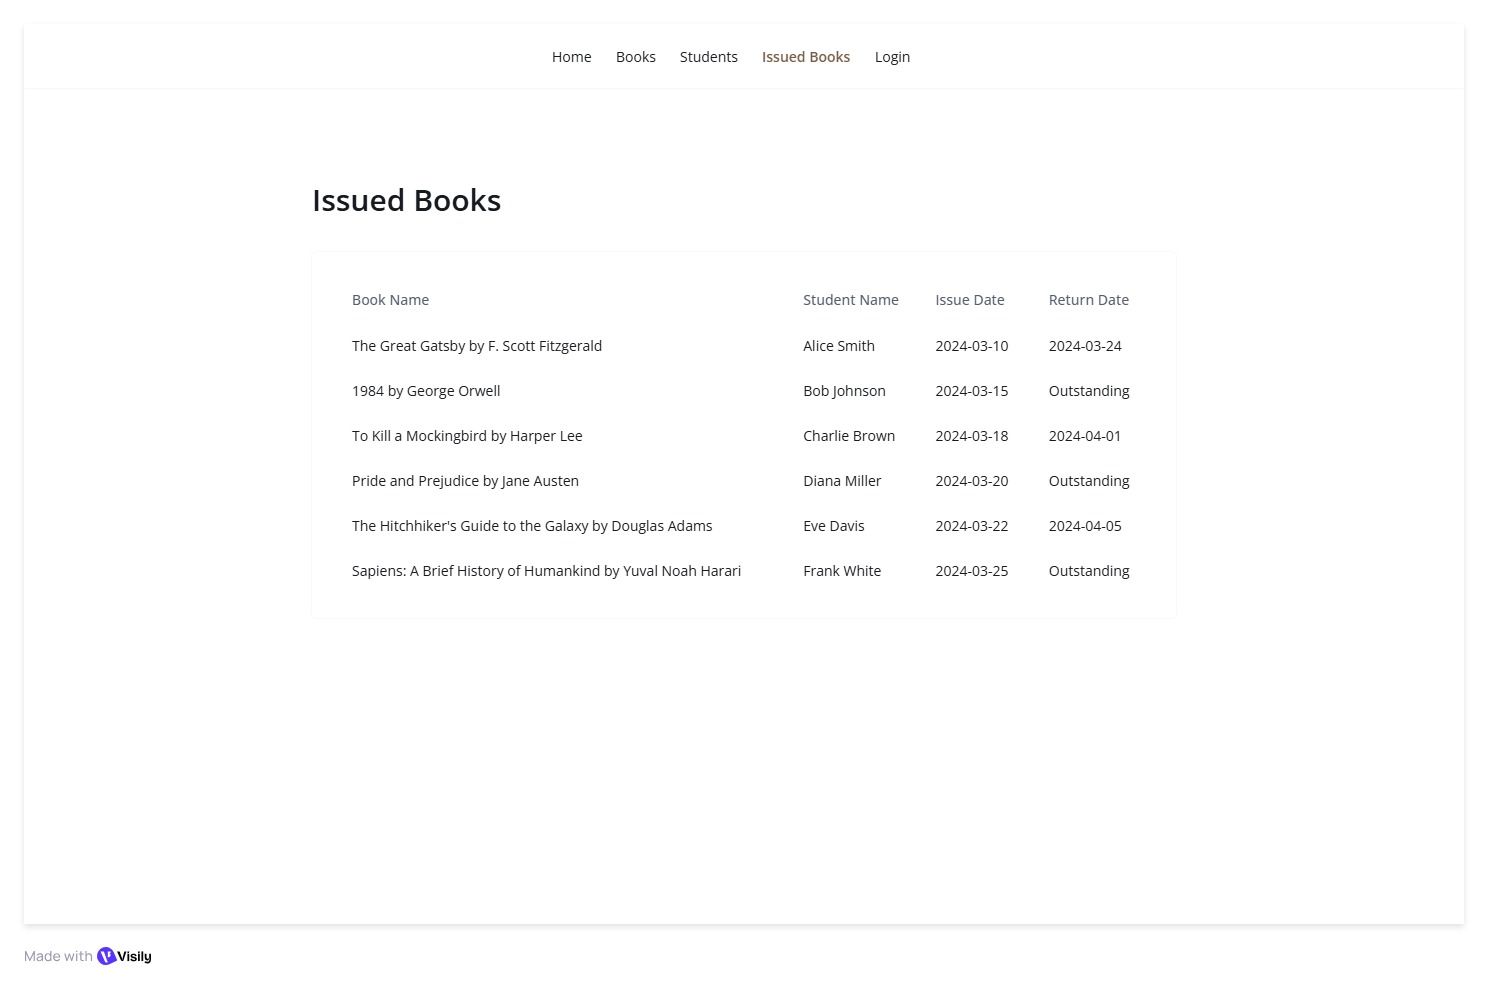 Home Books Students Issued Books Login
Issued Books
Book Name Student Name Issue Date Return Date
The Great Gatsby by F. Scott Fitzgerald Alice Smith 2024-03-10 2024-03-24
1984 by George Orwell Bob Johnson 2024-03-15 Outstanding
To Kill a Mockingbird by Harper Lee Charlie Brown 2024-03-18 2024-04-01
Pride and Prejudice by Jane Austen Diana Miller 2024-03-20 Outstanding
The Hitchhiker's Guide to the Galaxy by Douglas Adams Eve Davis 2024-03-22 2024-04-05
Sapiens: A Brief History of Humankind by Yuval Noah Harari Frank White 2024-03-25 Outstanding
Made with Visily